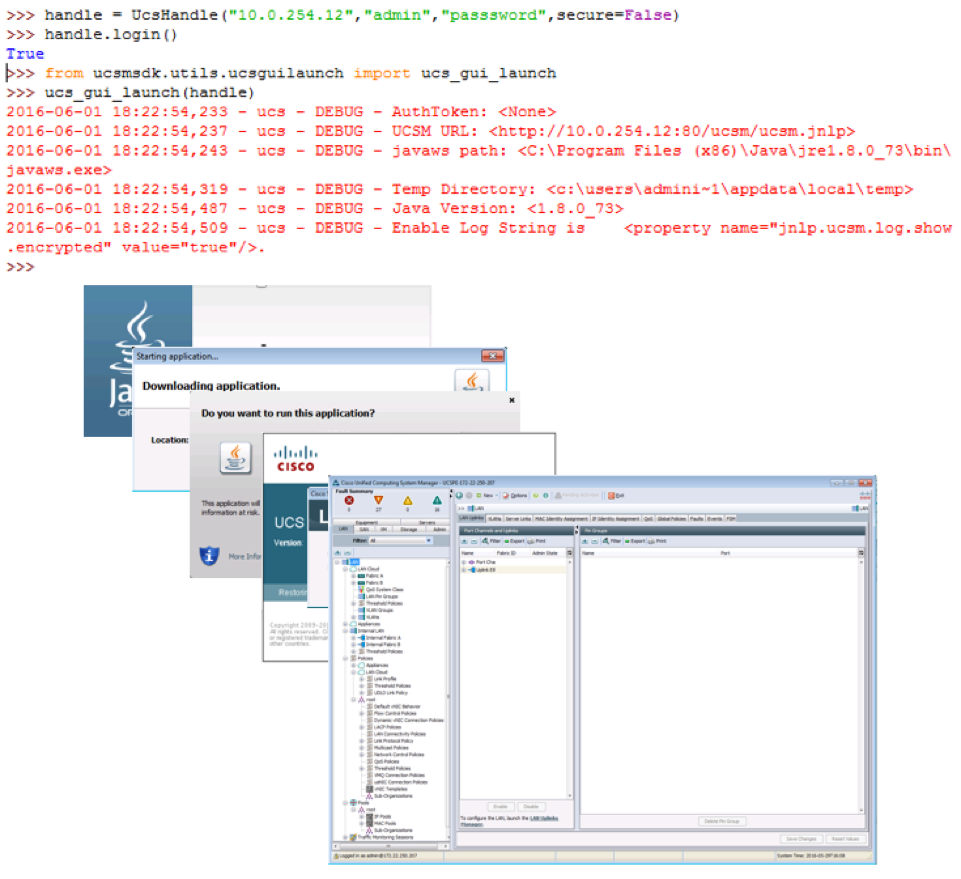 >>> handle = UcsHandle("10.0.254.12","admin","passsword",secure=False)
>>> handle.login()
True
>>> from ucsmsdk.utils.ucsguilaunch import ucs_gui_launch
>>> ucs_gui_launch(handle)
2016-06-01 18:22:54,233 - ucs - DEBUG - AuthToken: <None>
2016-06-01 18:22:54,237 - ucs - DEBUG - UCSM URL: <http://10.0.254.12:80/ucsm/ucsm.jnlp>
2016-06-01 18:22:54,243 - ucs - DEBUG - javaws path: <C:\Program Files (x86)\Java\jre1.8.0_73\bin\
javaws.exe>
2016-06-01 18:22:54,319 - ucs - DEBUG - Temp Directory: <c:\users\admini~1\appdata\local\temp>
2016-06-01 18:22:54,487 - ucs - DEBUG - Java Version: <1.8.0_73>
2016-06-01 18:22:54,509 - ucs - DEBUG - Enable Log String is    <property name="jnlp.ucsm.log.show
.encrypted" value="true"/>.
>>>
Starting application...
Downloading application.
Location:
Do you want to run this application?
This application will
information at risk.
More Infor
CISCO
UCS
Version
Restorin
Copyright 2009-20
All rights reserved. Ci
or registered trademar
other countries.
Cisco Unified Computing System Manager - UCSPE-172-22-250-207
Fault Summary
New
Options
Exit
LAN
Equipment
Servers
LAN
SAN
VM
Storage
Admin
Filter: All
LAN
LAN Cloud
Fabric A
Fabric B
QoS System Class
LAN Pin Groups
Threshold Policies
VLAN Groups
VLANs
Appliances
Internal LAN
Internal Fabric A
Internal Fabric B
Threshold Policies
Policies
Appliances
LAN Cloud
Link Profile
Threshold Policies
UDLD Link Policy
root
Default vNIC Behavior
Flow Control Policies
Dynamic vNIC Connection Policies
LACP Policies
LAN Connectivity Policies
Link Protocol Policy
Multicast Policies
Network Control Policies
QoS Policies
Threshold Policies
VMQ Connection Policies
usNIC Connection Policies
vNIC Templates
Sub-Organizations
Pools
root
IP Pools
MAC Pools
Sub-Organizations
Traffic Monitoring Sessions
LAN Uplinks
VLANs
Server Links
MAC Identity Assignment
IP Identity Assignment
QoS
Global Policies
Faults
Events
FSM
Port Channels and Uplinks
Filter
Export
Print
Name
Fabric ID
Admin State
Port Cha
Uplink Eth
Enable
Disable
To configure the LAN, launch the LAN Uplinks
Manager.
Pin Groups
Filter
Export
Print
Name
Port
Delete Pin Group
Save Changes
Reset Values
Logged in as admin@172.22.250.207
System Time: 2016-05-29T16:08